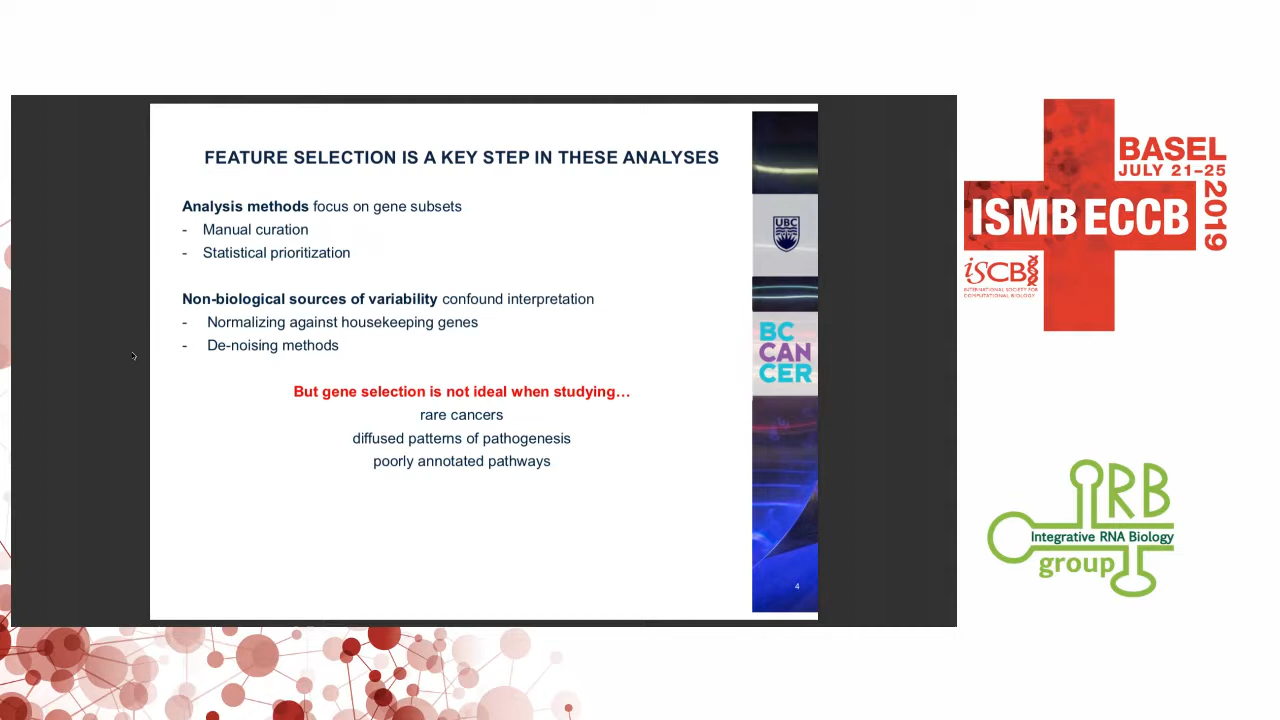 FEATURE SELECTION IS A KEY STEP IN THESE ANALYSES
Analysis methods focus on gene subsets
- Manual curation
- Statistical prioritization
Non-biological sources of variability confound interpretation
- Normalizing against housekeeping genes
- De-noising methods
But gene selection is not ideal when studying…
rare cancers
diffused patterns of pathogenesis
poorly annotated pathways
UBC
BC
CAN
CER
4
BASEL
JULY 21–25
2019
ISMB ECCB
ISCB
INTERNATIONAL SOCIETY FOR
COMPUTATIONAL BIOLOGY
IRB
Integrative RNA Biology
group